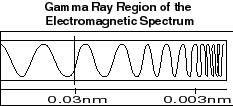 Gamma Ray Region of the
Electromagnetic Spectrum
0.03nm 0.003nm